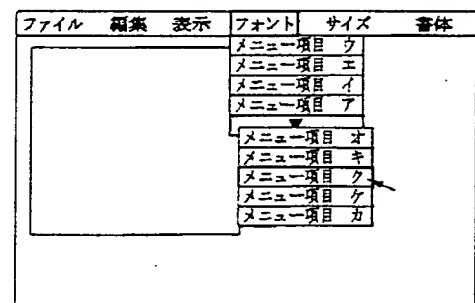 ファイル 編集 表示 フォント サイズ 書体
メニュー項目 ウ
メニュー項目 エ
メニュー項目 イ
メニュー項目 ア
メニュー項目 オ
メニュー項目 キ
メニュー項目 ク
メニュー項目 ケ
メニュー項目 カ